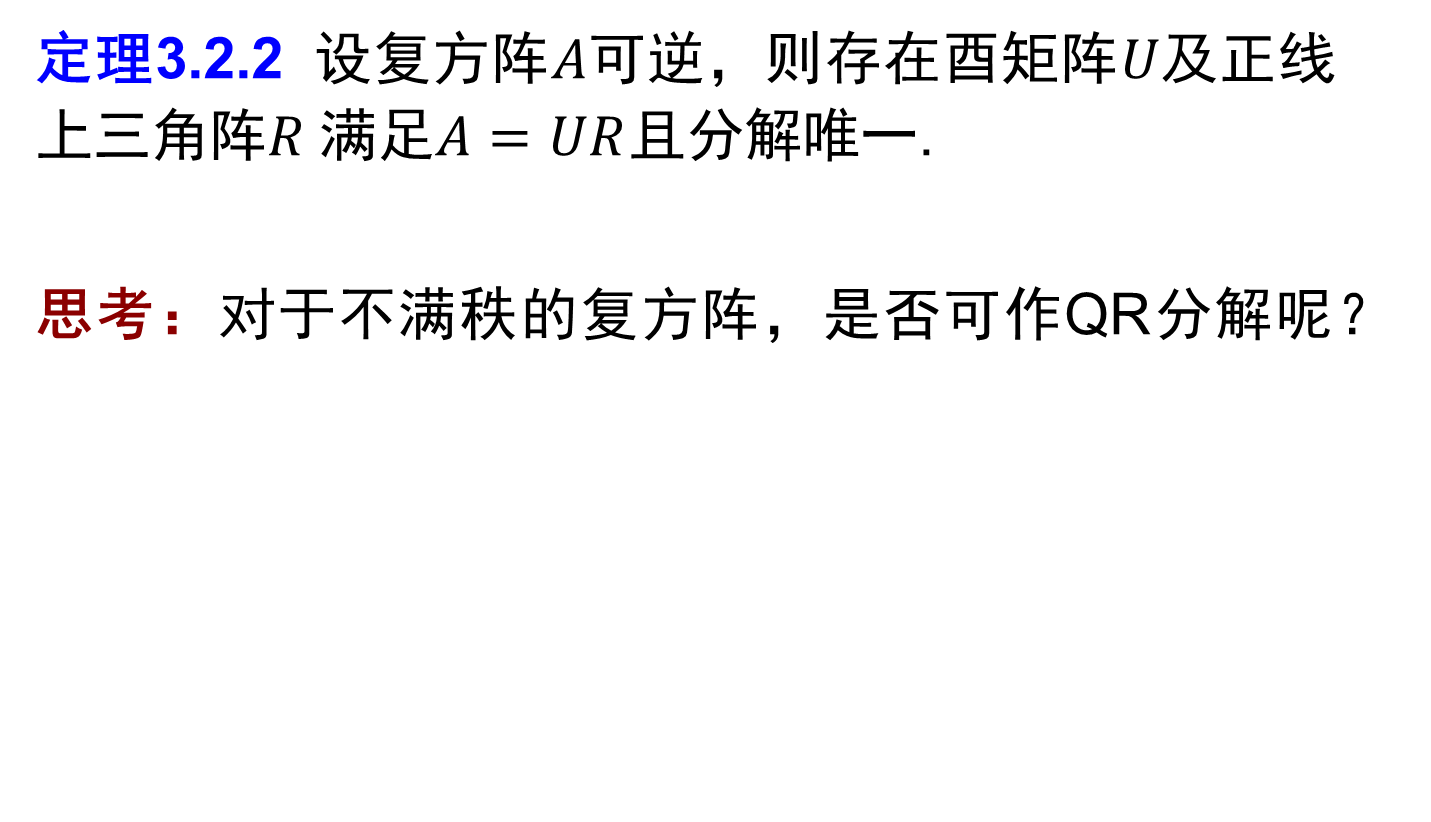 定理3.2.2 设复方阵A可逆，则存在酉矩阵U及正线
上三角阵R 满足A = UR且分解唯一.
思考：对于不满秩的复方阵，是否可作QR分解呢？